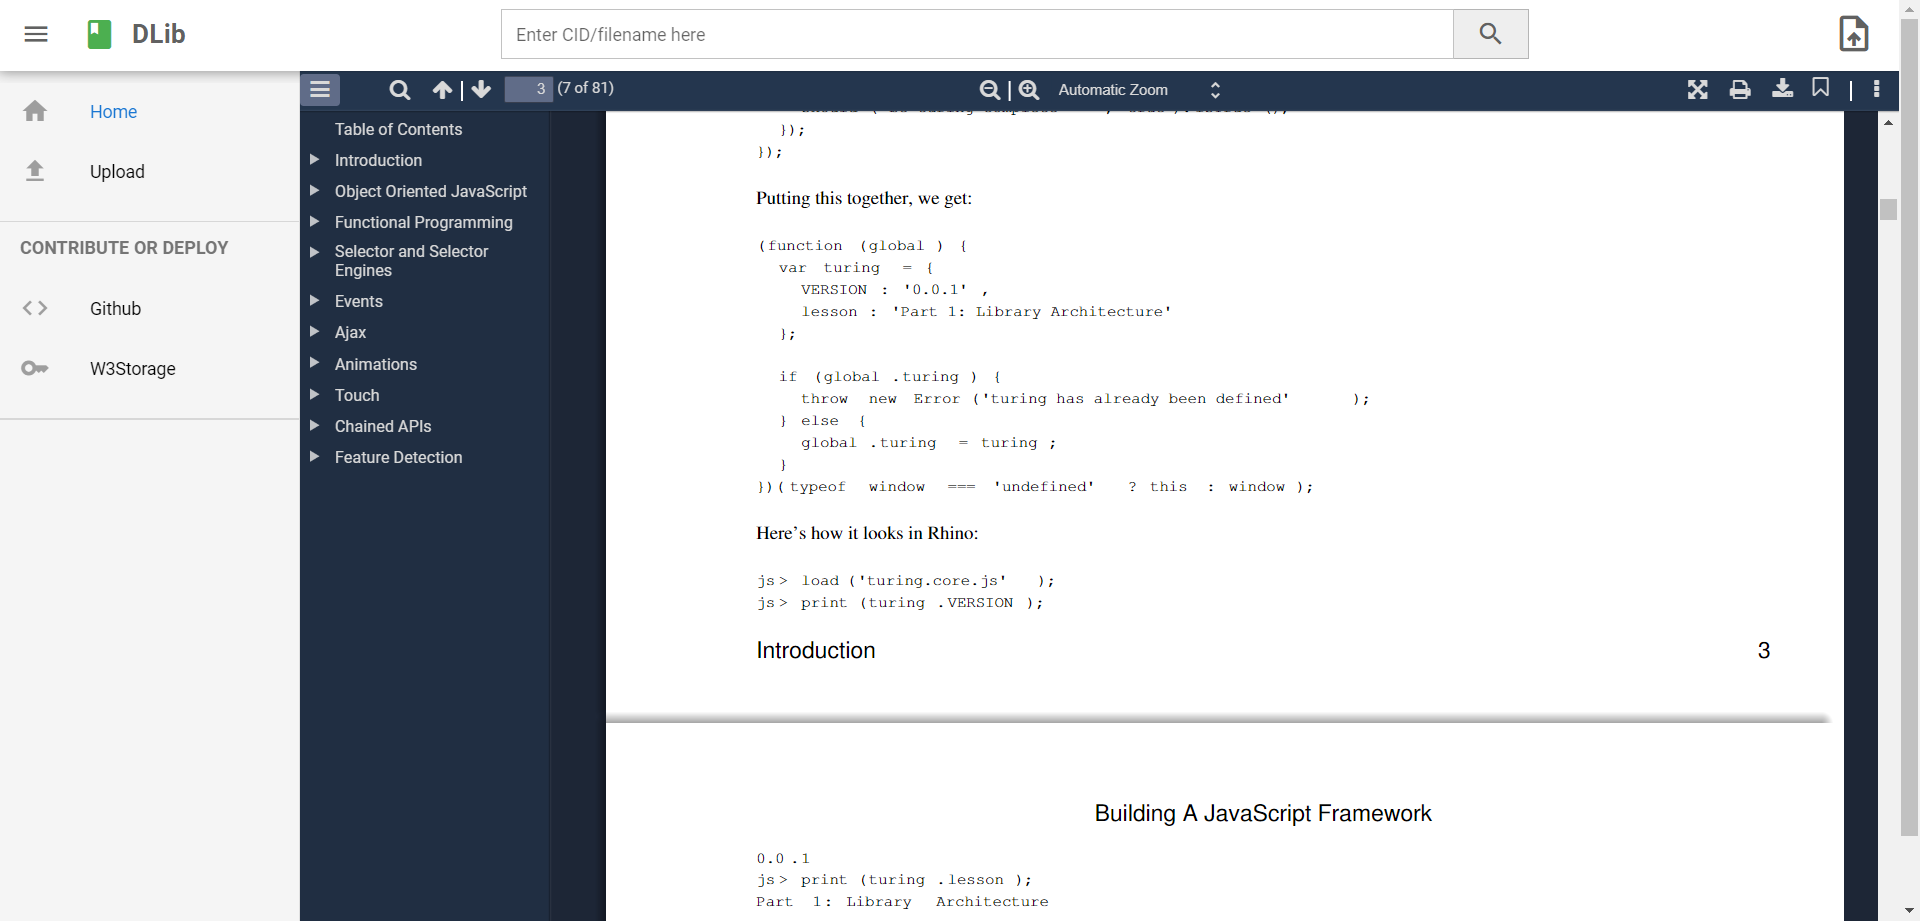 DLib
Enter CID/filename here
Home
Upload
CONTRIBUTE OR DEPLOY
Github
W3Storage
3 (7 of 81)
Automatic Zoom
Table of Contents
Introduction
Object Oriented JavaScript
Functional Programming
Selector and Selector
Engines
Events
Ajax
Animations
Touch
Chained APIs
Feature Detection
});
});
Putting this together, we get:
(function (global ) {
var turing = {
VERSION : '0.0.1' ,
lesson : 'Part 1: Library Architecture'
};
if (global .turing ) {
throw new Error ('turing has already been defined' );
} else {
global .turing = turing ;
}
})( typeof window === 'undefined' ? this : window );
Here’s how it looks in Rhino:
js> load ('turing.core.js' );
js> print (turing .VERSION );
Introduction 3
Building A JavaScript Framework
0.0 .1
js> print (turing .lesson );
Part 1: Library Architecture